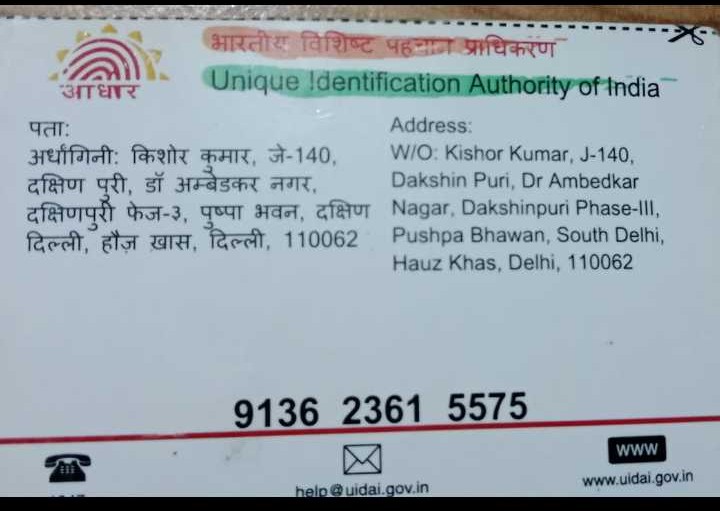 भारतीय विशिष्ट पहचान प्राधिकरण
Unique Identification Authority of India
आधार
पता:
अर्धांगिनी: किशोर कुमार, जे-140,
दक्षिण पुरी, डॉ अम्बेडकर नगर,
दक्षिणपुरी फेज-३, पुष्पा भवन, दक्षिण
दिल्ली, हौज़ ख़ास, दिल्ली, 110062
Address:
W/O: Kishor Kumar, J-140,
Dakshin Puri, Dr Ambedkar
Nagar, Dakshinpuri Phase-III,
Pushpa Bhawan, South Delhi,
Hauz Khas, Delhi, 110062
9136 2361 5575
help@uidai.gov.in
www
www.uidai.gov.in